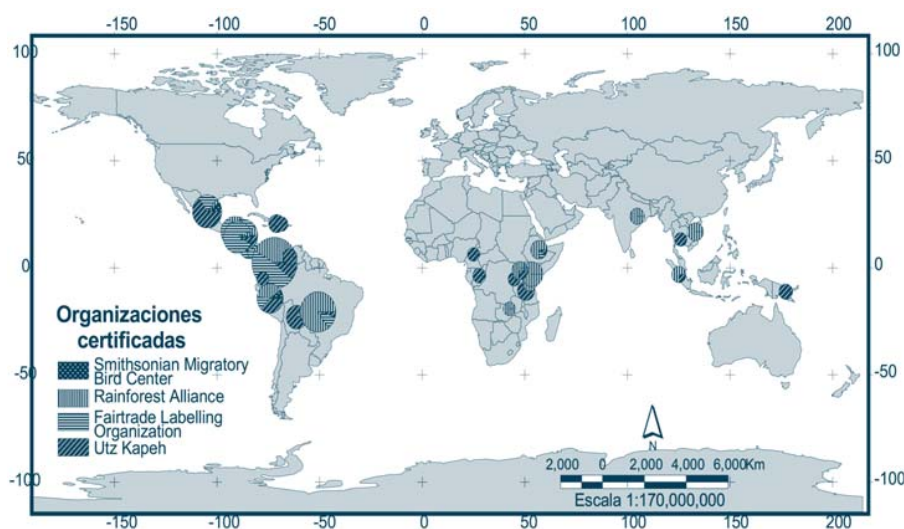 -150 -100 -50 0 50 100 150 200
100 100
50 50
0 0
-50 -50
-100 -100
Organizaciones
certificadas
Smithsonian Migratory
Bird Center
Rainforest Alliance
Fairtrade Labelling
Organization
Utz Kapeh
N
2,000 0 2,000 4,000 6,000Km
Escala 1:170,000,000
-150 -100 -50 0 50 100 150 200